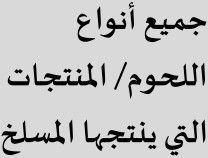 جميع أنواع
اللحوم/ المنتجات
التي ينتجها المسلخ